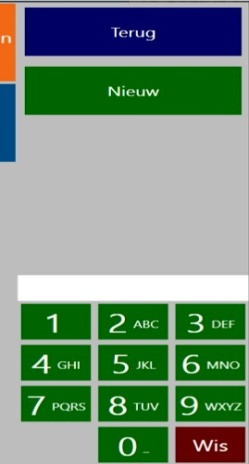 n
Terug
Nieuw
1
2 ABC
3 DEF
4 GHI
5 JKL
6 MNO
7 PQRS
8 TUV
9 WXYZ
0 _
Wis